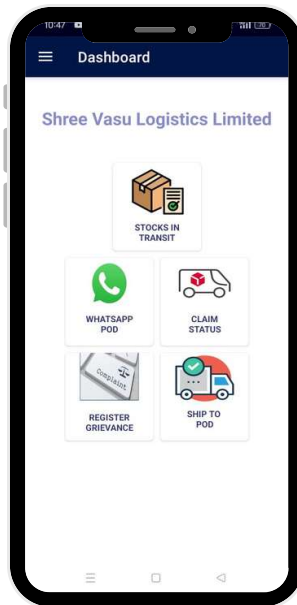 10:47
Dashboard
Shree Vasu Logistics Limited
STOCKS IN
TRANSIT
WHATSAPP
POD
CLAIM
STATUS
Complaint
REGISTER
GRIEVANCE
SHIP TO
POD